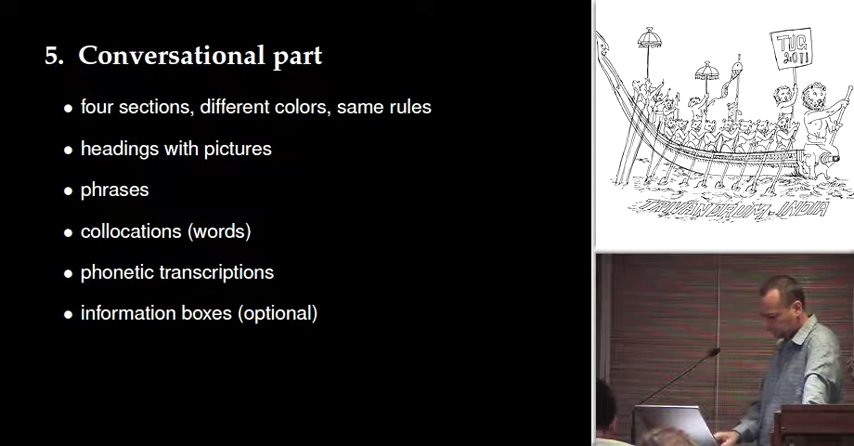 5. Conversational part
• four sections, different colors, same rules
• headings with pictures
• phrases
• collocations (words)
• phonetic transcriptions
• information boxes (optional)
TUG
2011
TRIVANDRUM, INDIA